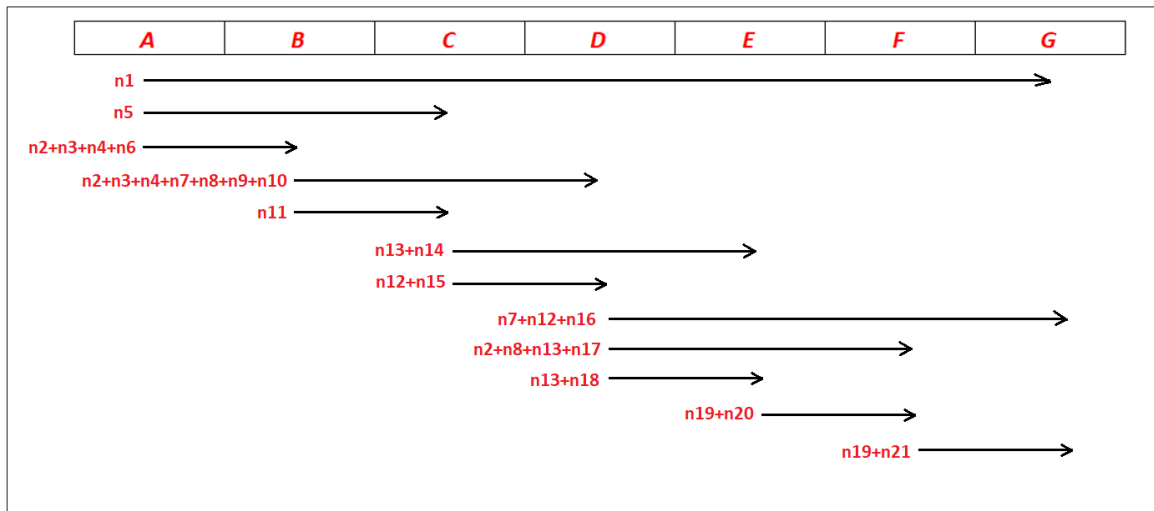 A B C D E F G
n1
n5
n2+n3+n4+n6
n2+n3+n4+n7+n8+n9+n10
n11
n13+n14
n12+n15
n7+n12+n16
n2+n8+n13+n17
n13+n18
n19+n20
n19+n21